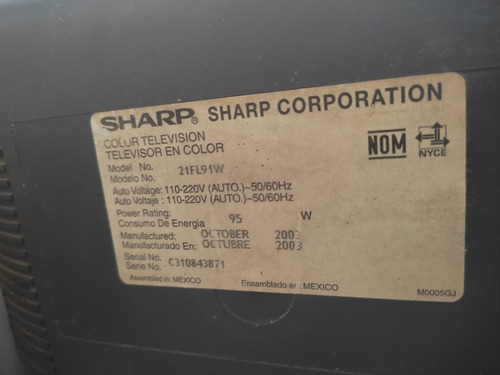 SHARP® SHARP CORPORATION
COLOR TELEVISION
TELEVISOR EN COLOR
NOM NYCE
Model No.
Modelo No. 21FL91W
Auto Voltage: 110-220V (AUTO.)~50/60Hz
Auto Voltaje : 110-220V (AUTO.)~50/60Hz
Power Rating:
Consumo De Energia 95 W
Manufactured: OCTOBER 2003
Manufacturado En: OCTUBRE 2003
Serial No.
Serie No. C310843871
Assembled in: MEXICO Ensamblado en: MEXICO
M0005GJ